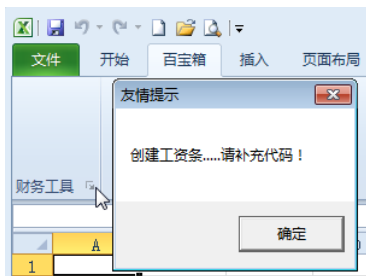 文件 开始 百宝箱 插入 页面布局
友情提示
创建工资条.....请补充代码！
财务工具
确定
A
1